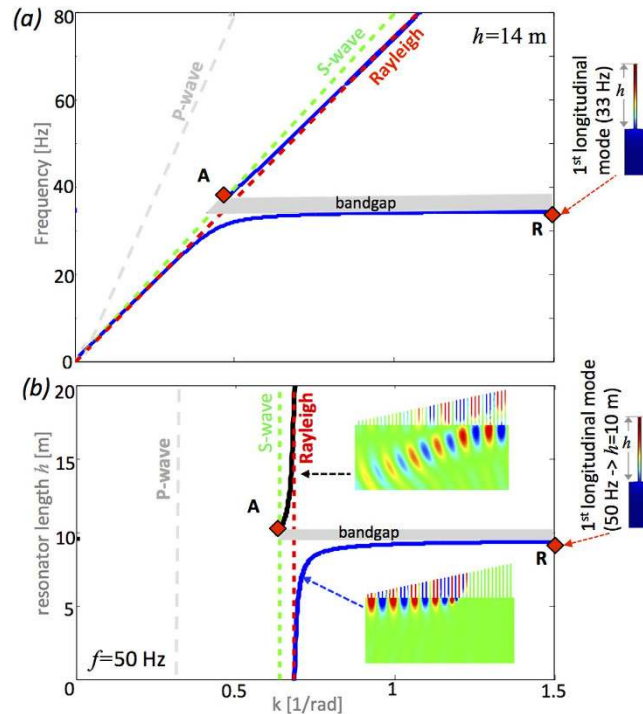 (a)
h=14 m
80
60
40
20
0
Frequency [Hz]
P-wave
S-wave
Rayleigh
A
bandgap
R
0
0.5
1
1.5
h
1st longitudinal
mode (33 Hz)
(b)
20
15
10
5
0
resonator length h [m]
P-wave
S-wave
Rayleigh
A
bandgap
R
f=50 Hz
0
0.5
1
1.5
k [1/rad]
h
1st longitudinal mode
(50 Hz -> h=10 m)